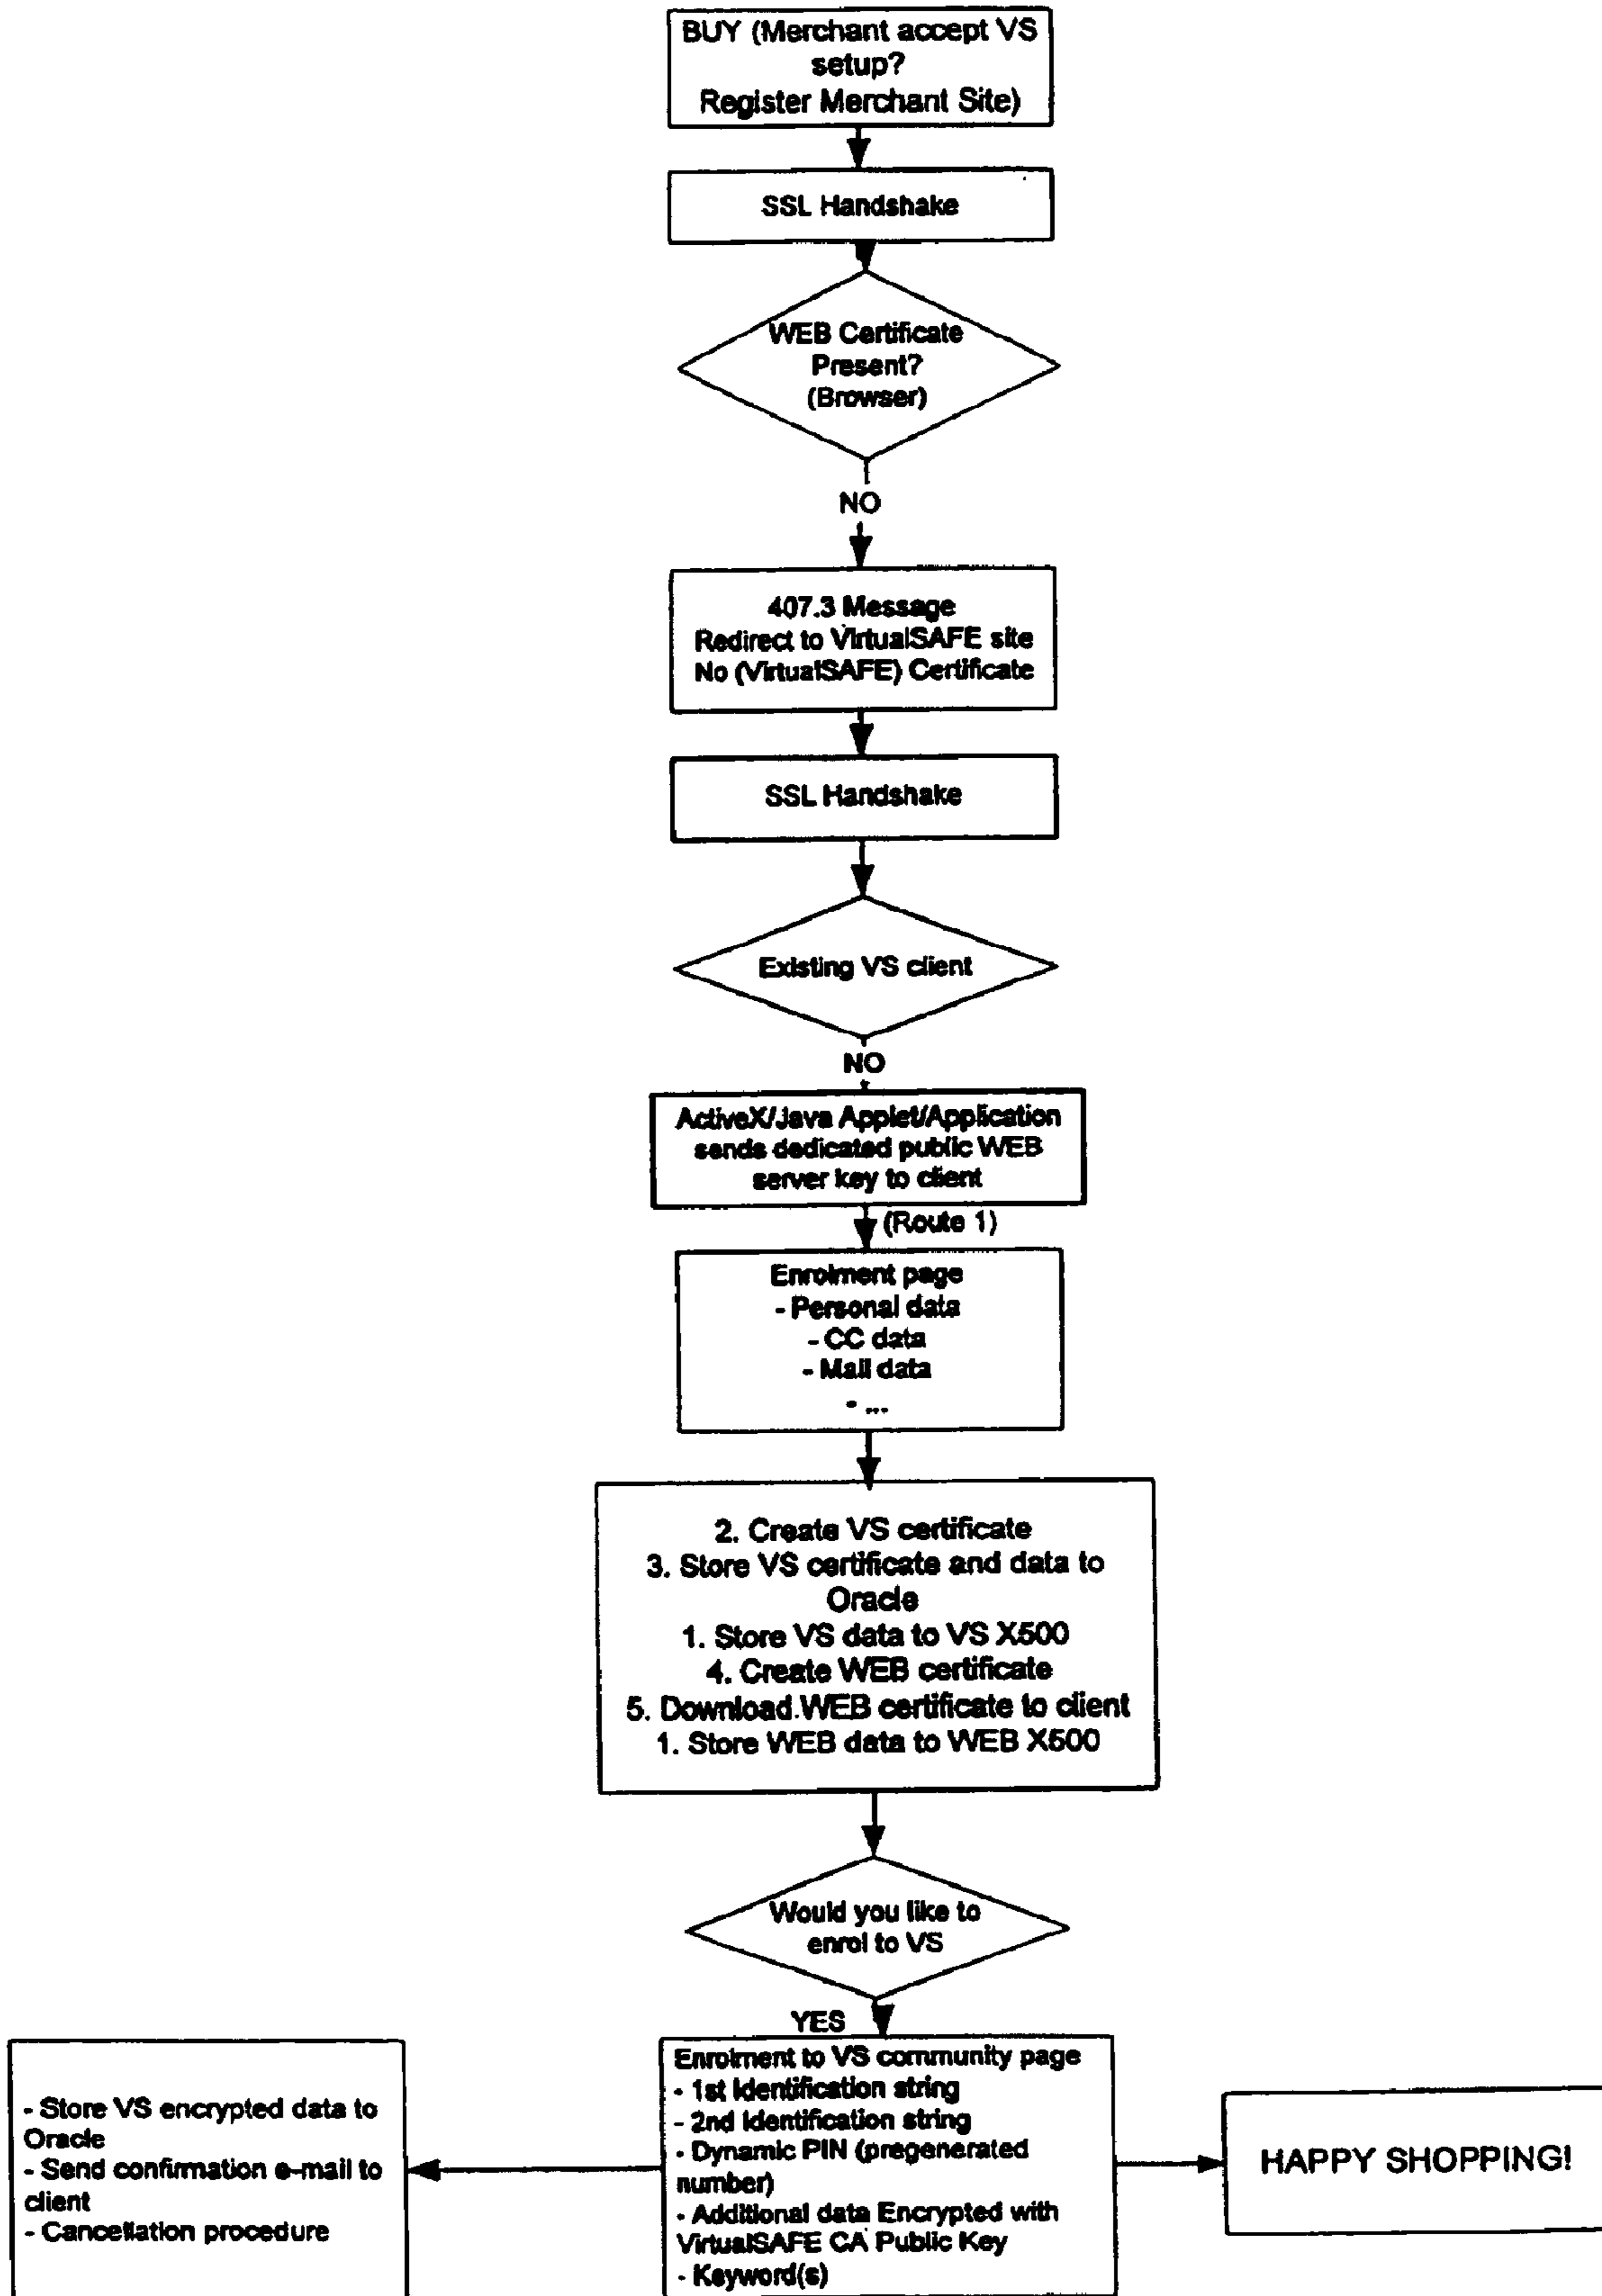 BUY (Merchant accept VS
setup?
Register Merchant Site)
SSL Handshake
WEB Certificate
Present?
(Browser)
NO
407.3 Message
Redirect to VirtualSAFE site
No (VirtualSAFE) Certificate
SSL Handshake
Existing VS client
NO
ActiveX/Java Applet/Application
sends dedicated public WEB
server key to client
(Route 1)
Enrolment page
- Personal data
- CC data
- Mail data
- ...
2. Create VS certificate
3. Store VS certificate and data to
Oracle
1. Store VS data to VS X500
4. Create WEB certificate
5. Download WEB certificate to client
1. Store WEB data to WEB X500
Would you like to
enrol to VS
YES
Enrolment to VS community page
- 1st Identification string
- 2nd Identification string
- Dynamic PIN (pregenerated
number)
- Additional data Encrypted with
VirtualSAFE CA Public Key
- Keyword(s)
- Store VS encrypted data to
Oracle
- Send confirmation e-mail to
client
- Cancellation procedure
HAPPY SHOPPING!